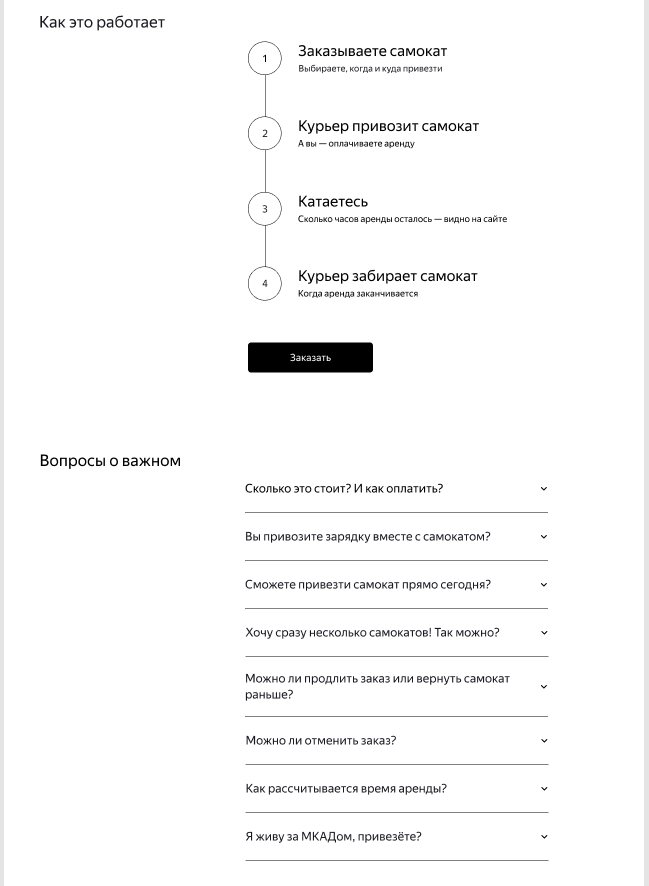 Как это работает
1
Заказываете самокат
Выбираете, когда и куда привезти
2
Курьер привозит самокат
А вы — оплачиваете аренду
3
Катаетесь
Сколько часов аренды осталось — видно на сайте
4
Курьер забирает самокат
Когда аренда заканчивается
Заказать
Вопросы о важном
Сколько это стоит? И как оплатить?
Вы привозите зарядку вместе с самокатом?
Сможете привезти самокат прямо сегодня?
Хочу сразу несколько самокатов! Так можно?
Можно ли продлить заказ или вернуть самокат
раньше?
Можно ли отменить заказ?
Как рассчитывается время аренды?
Я живу за МКАДом, привезёте?